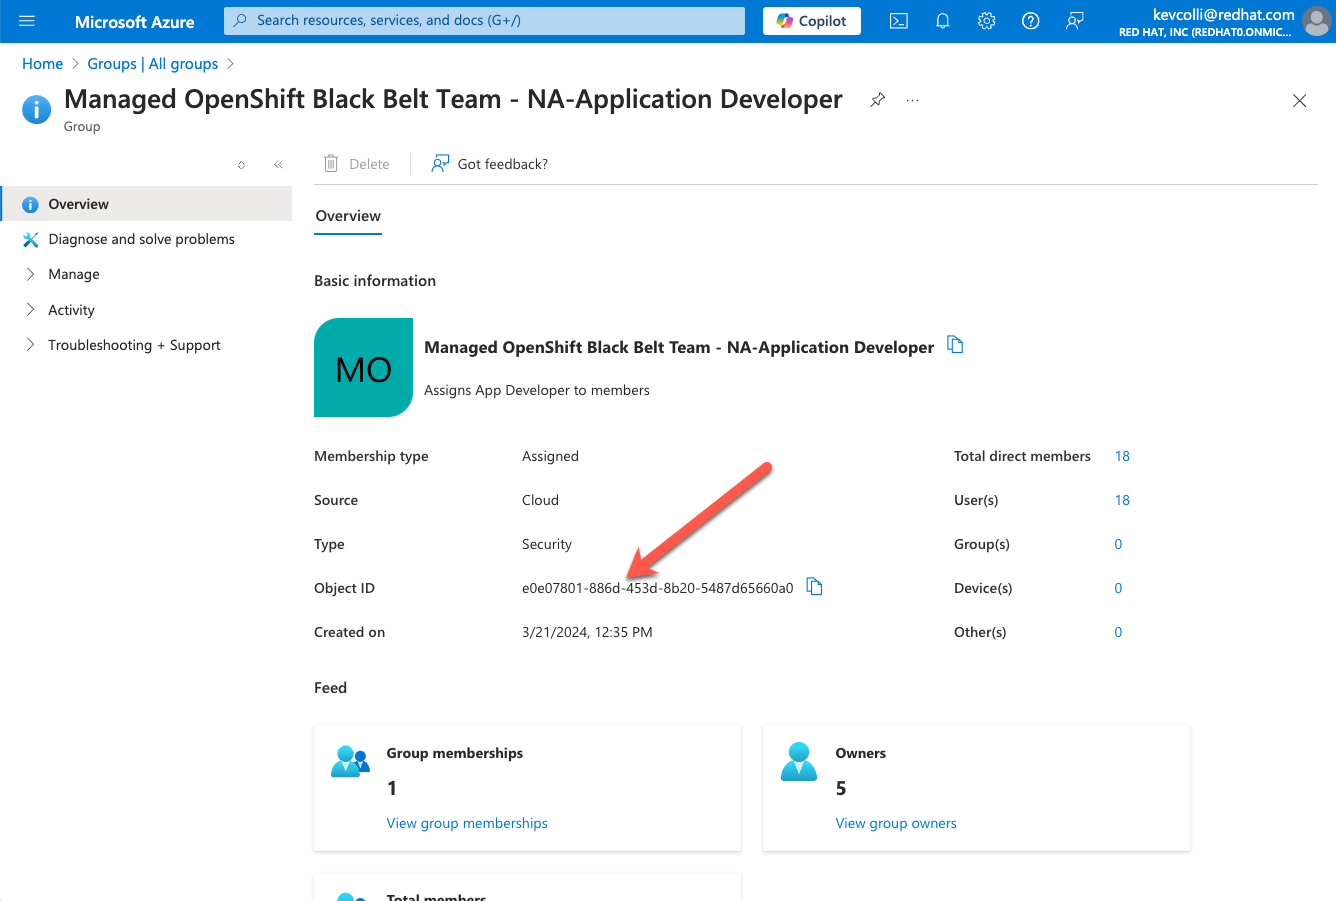 Microsoft Azure
Search resources, services, and docs (G+/)
Copilot
kevcolli@redhat.com
RED HAT, INC (REDHAT0.ONMIC...
Home > Groups | All groups >
Managed OpenShift Black Belt Team - NA-Application Developer
...
Group
Delete
Got feedback?
Overview
Diagnose and solve problems
Manage
Activity
Troubleshooting + Support
Overview
Basic information
MO
Managed OpenShift Black Belt Team - NA-Application Developer
Assigns App Developer to members
Membership type Assigned Total direct members 18
Source Cloud User(s) 18
Type Security Group(s) 0
Object ID e0e07801-886d-453d-8b20-5487d65660a0 Device(s) 0
Created on 3/21/2024, 12:35 PM Other(s) 0
Feed
Group memberships
1
View group memberships
Owners
5
View group owners
Total members